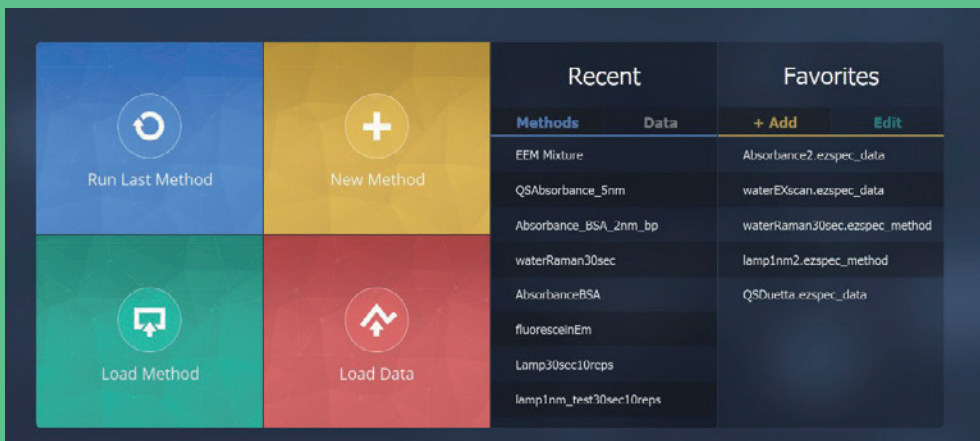 Run Last Method
New Method
Load Method
Load Data
Recent
Methods Data
EEM Mixture
QSAbsorbance_5nm
Absorbance_BSA_2nm_bp
waterRaman30sec
AbsorbanceBSA
fluoresceinEm
Lamp30sec10reps
lamp1nm_test30sec10reps
Favorites
+ Add Edit
Absorbance2.ezspec_data
waterEXscan.ezspec_data
waterRaman30sec.ezspec_method
lamp1nm2.ezspec_method
QSDuetta.ezspec_data